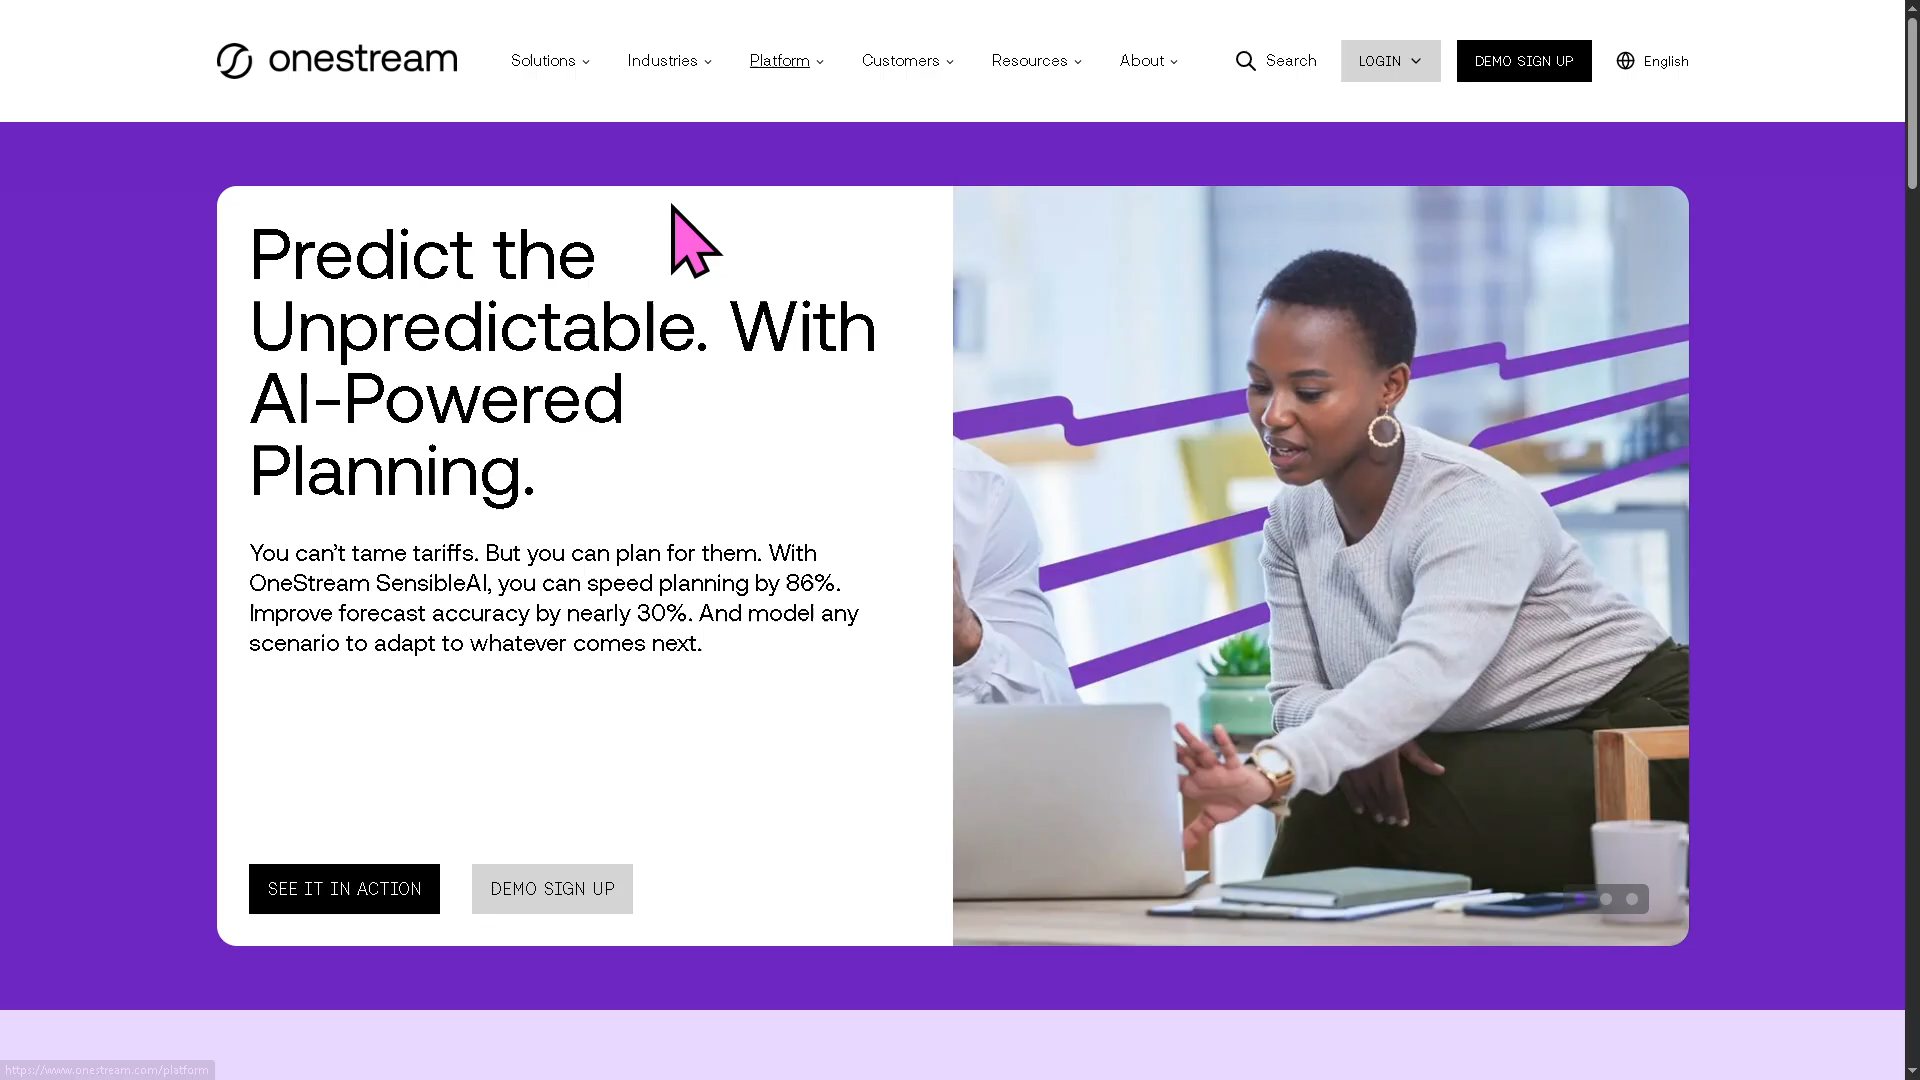 onestream
Solutions
Industries
Platform
Customers
Resources
About
Search
LOGIN
DEMO SIGN UP
English
Predict the
Unpredictable. With
AI-Powered
Planning.
You can’t tame tariffs. But you can plan for them. With
OneStream SensibleAI, you can speed planning by 86%.
Improve forecast accuracy by nearly 30%. And model any
scenario to adapt to whatever comes next.
SEE IT IN ACTION
DEMO SIGN UP
https://www.onestream.com/platform